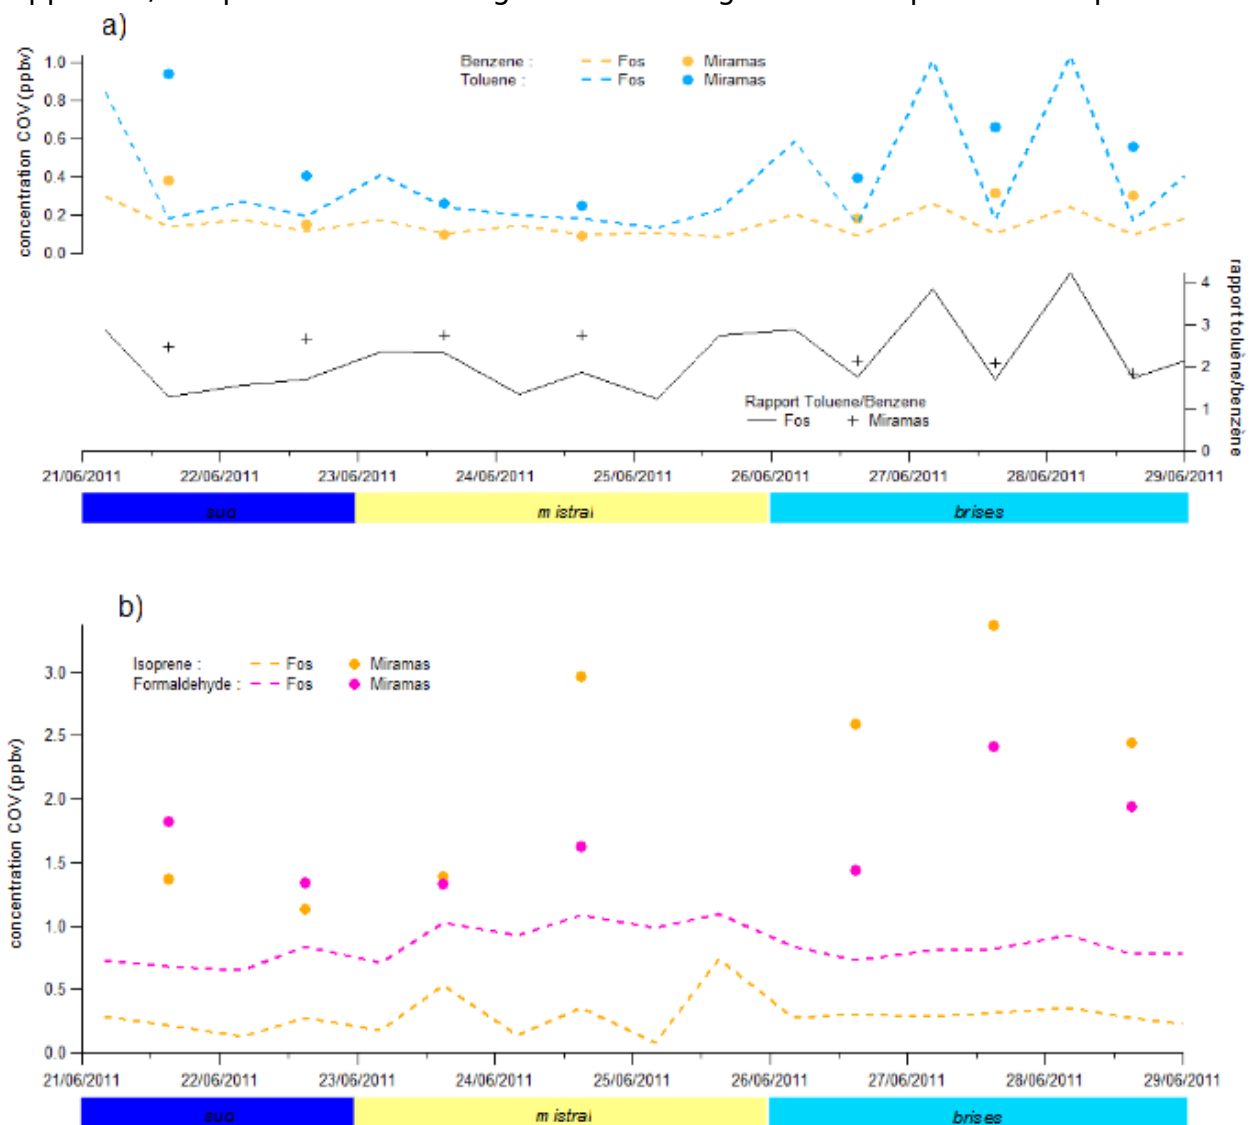 a)
Benzene : Fos Miramas
Toluene : Fos Miramas
concentration COV (ppbv)
1.0
0.8
0.6
0.4
0.2
0.0
rapport toluène/benzène
4
3
2
1
0
Rapport Toluene/Benzene
Fos Miramas
21/06/2011 22/06/2011 23/06/2011 24/06/2011 25/06/2011 26/06/2011 27/06/2011 28/06/2011 29/06/2011
sud mistral brises
b)
Isoprene : Fos Miramas
Formaldehyde : Fos Miramas
concentration COV (ppbv)
3.0
2.5
2.0
1.5
1.0
0.5
0.0
21/06/2011 22/06/2011 23/06/2011 24/06/2011 25/06/2011 26/06/2011 27/06/2011 28/06/2011 29/06/2011
sud mistral brises